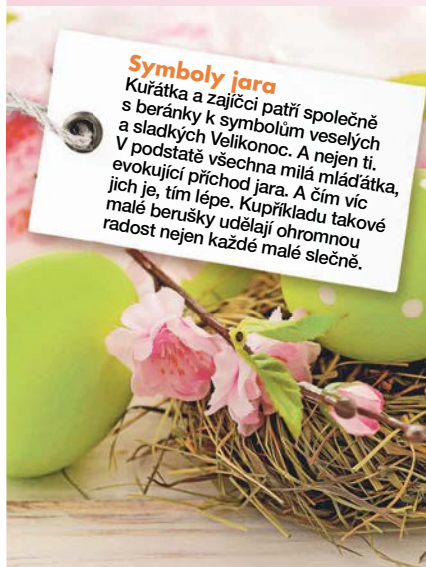 Symboly jara
Kuřátka a zajíčci patří společně
s beránky k symbolům veselých
a sladkých Velikonoc. A nejen ti.
V podstatě všechna milá mláďátka,
evokující příchod jara. A čím víc
jich je, tím lépe. Kupříkladu takové
malé berušky udělají ohromnou
radost nejen každé malé slečně.